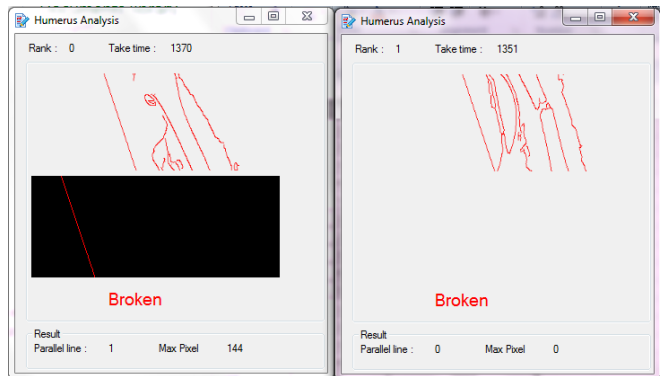 Humerus Analysis
Rank : 0 Take time : 1370
Broken
Result
Parallel line : 1 Max Pixel 144
Humerus Analysis
Rank : 1 Take time : 1351
Broken
Result
Parallel line : 0 Max Pixel 0